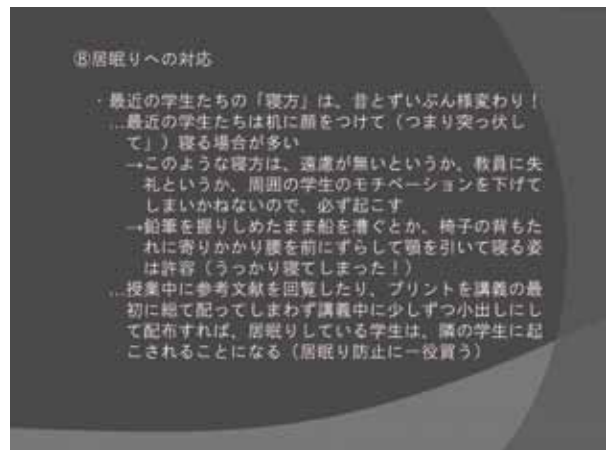 ⑧居眠りへの対応
・最近の学生たちの「寝方」は、昔とずいぶん様変わり！
…最近の学生たちは机に顔をつけて（つまり突っ伏し
て」）寝る場合が多い
→このような寝方は、遠慮が無いというか、教員に失
礼というか、周囲の学生のモチベーションを下げて
しまいかねないので、必ず起こす
→鉛筆を握りしめたまま船を漕ぐとか、椅子の背もた
れに寄りかかり腰を前にずらして顎を引いて寝る姿
は許容（うっかり寝てしまった！）
…授業中に参考文献を回覧したり、プリントを講義の最
初に総て配ってしまわず講義中に少しずつ小出しにし
て配布すれば、居眠りしている学生は、隣の学生に起
こされることになる（居眠り防止に一役買う）